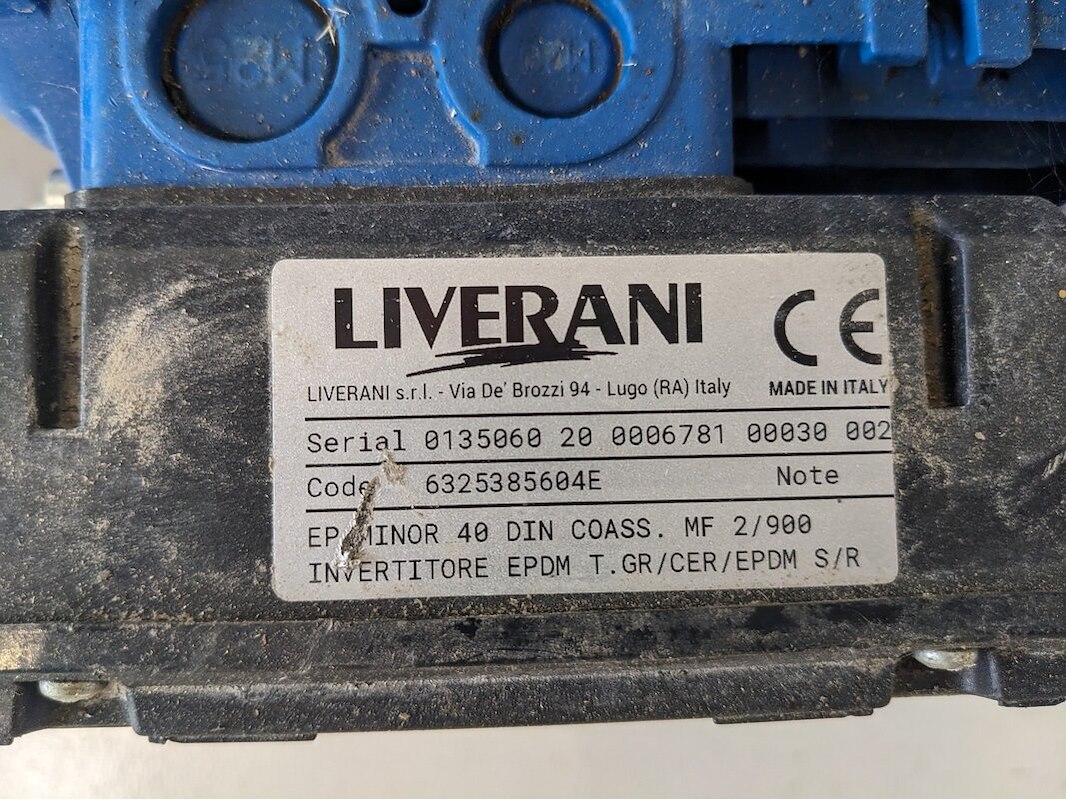 LIVERANI
CE
LIVERANI s.r.l. - Via De' Brozzi 94 - Lugo (RA) Italy
MADE IN ITALY
Serial 0135060 20 0006781 00030 002
Code 6325385604E Note
EP MINOR 40 DIN COASS. MF 2/900
INVERTITORE EPDM T.GR/CER/EPDM S/R